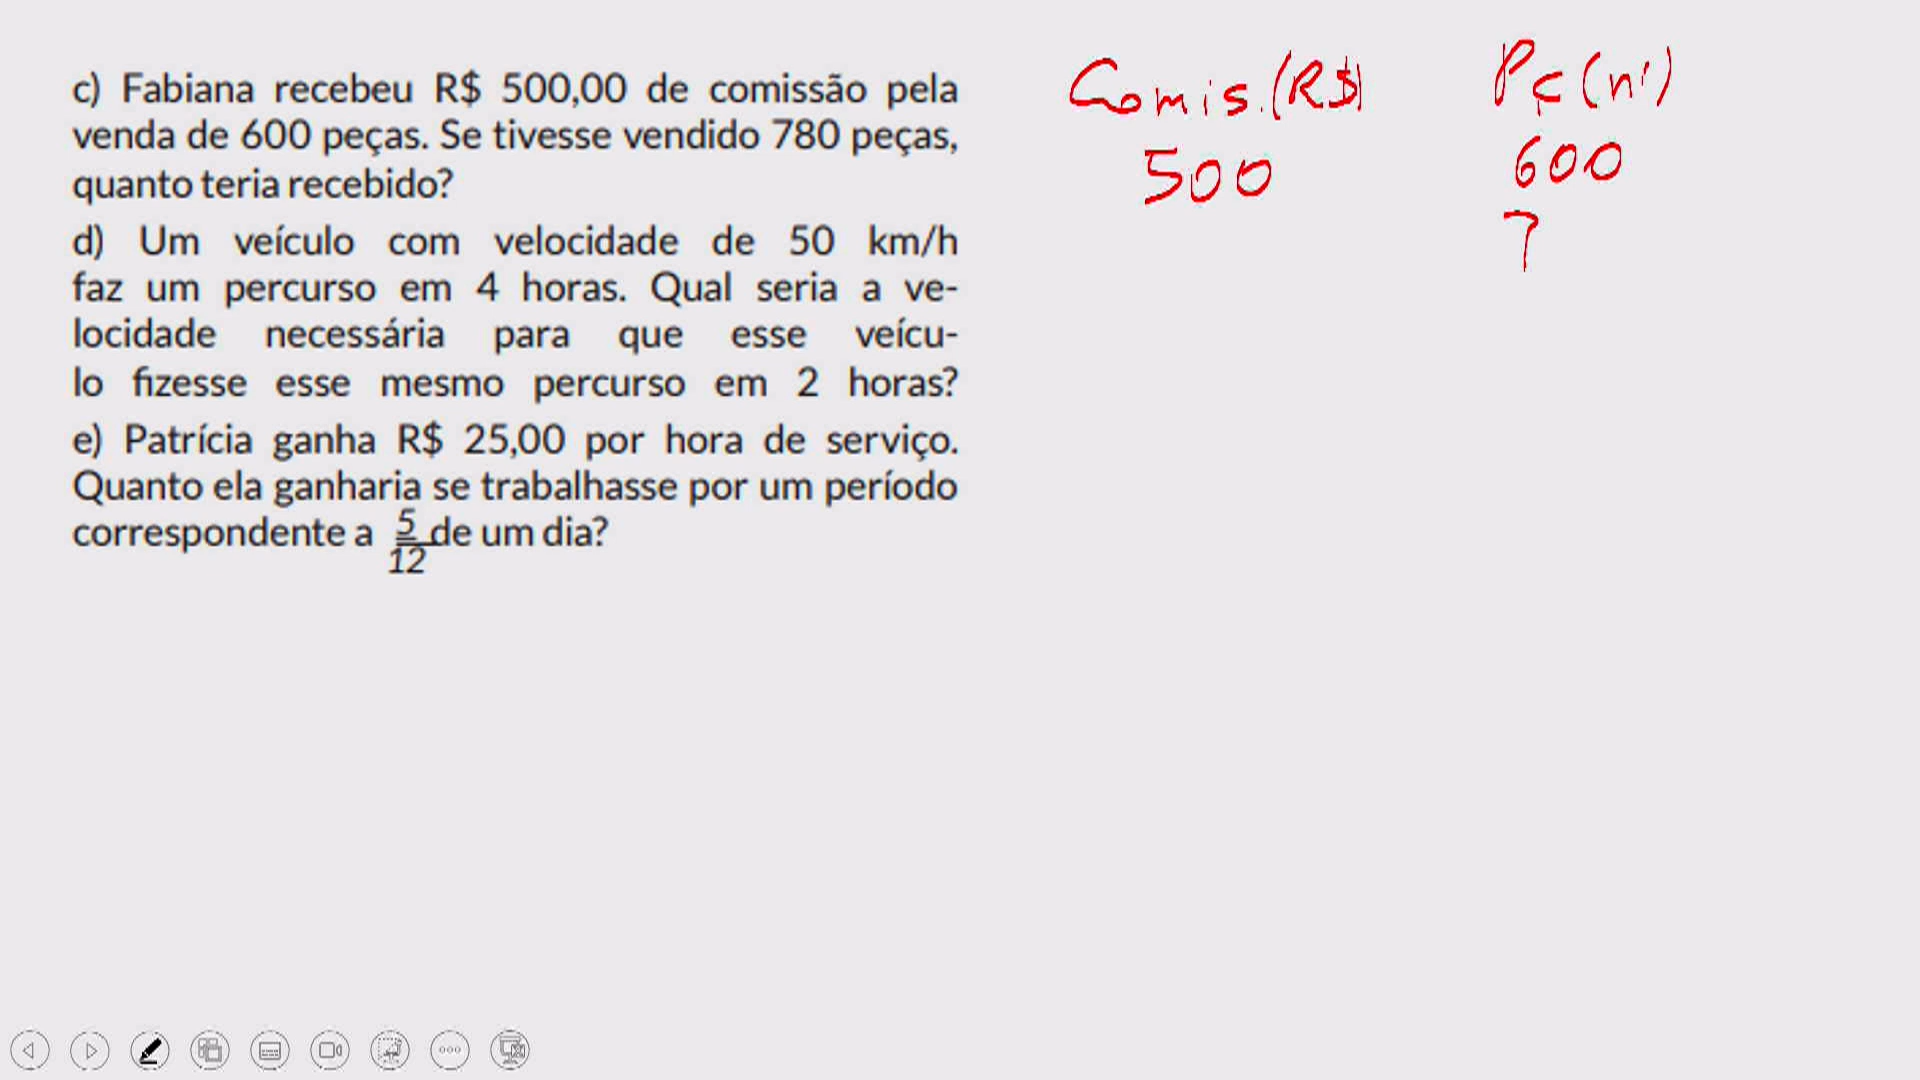 c) Fabiana recebeu R$ 500,00 de comissão pela
venda de 600 peças. Se tivesse vendido 780 peças,
quanto teria recebido?
d) Um veículo com velocidade de 50 km/h
faz um percurso em 4 horas. Qual seria a ve-
locidade necessária para que esse veícu-
lo fizesse esse mesmo percurso em 2 horas?
e) Patrícia ganha R$ 25,00 por hora de serviço.
Quanto ela ganharia se trabalhasse por um período
correspondente a 5/12 de um dia?
Comis.(R$) Pç (nº)
500 600
7